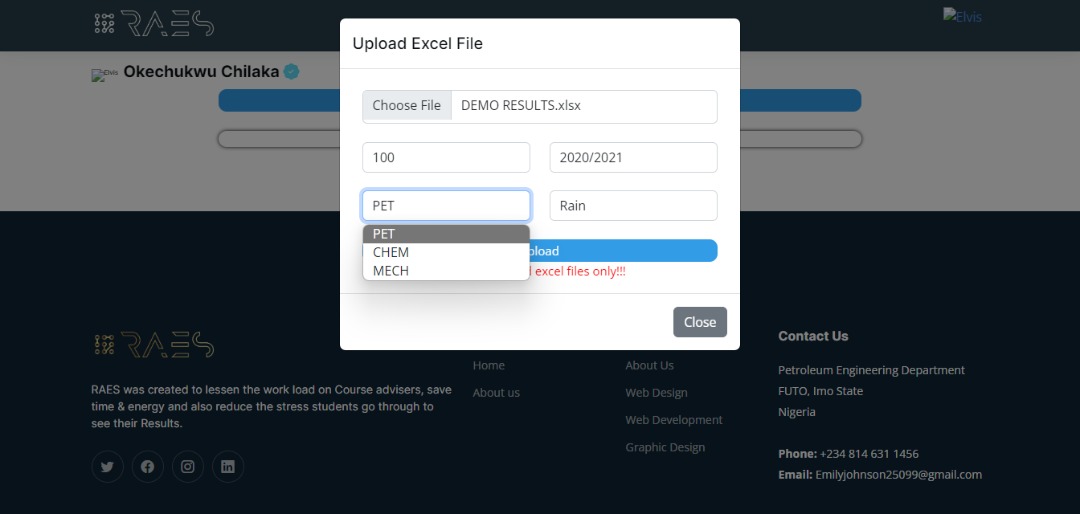 RAES
Elvis
Upload Excel File
Elvis
Okechukwu Chilaka
Choose File
DEMO RESULTS.xlsx
100
2020/2021
PET
Rain
PET
CHEM
MECH
pload
excel files only!!!
Close
RAES
RAES was created to lessen the work load on Course advisers, save
time & energy and also reduce the stress students go through to
see their Results.
Home
About us
About Us
Web Design
Web Development
Graphic Design
Contact Us
Petroleum Engineering Department
FUTO, Imo State
Nigeria
Phone: +234 814 631 1456
Email: Emilyjohnson25099@gmail.com